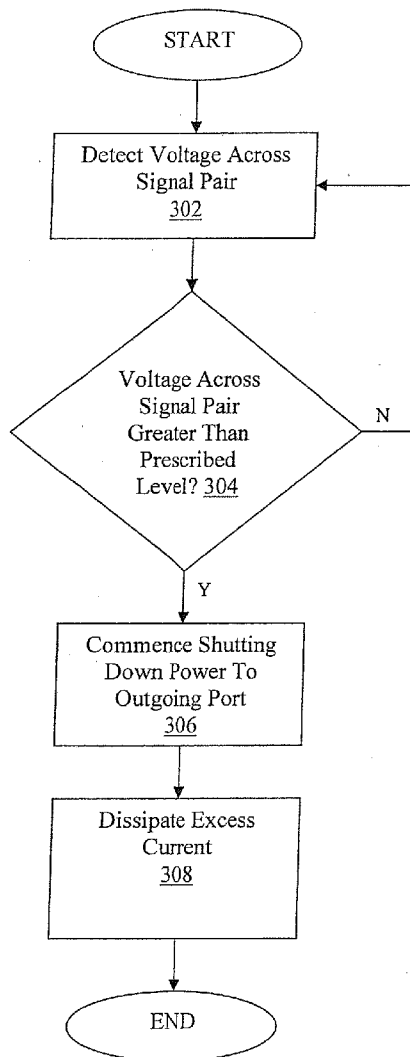 START
Detect Voltage Across
Signal Pair
302
Voltage Across
Signal Pair
Greater Than
Prescribed
Level? 304
N
Y
Commence Shutting
Down Power To
Outgoing Port
306
Dissipate Excess
Current
308
END